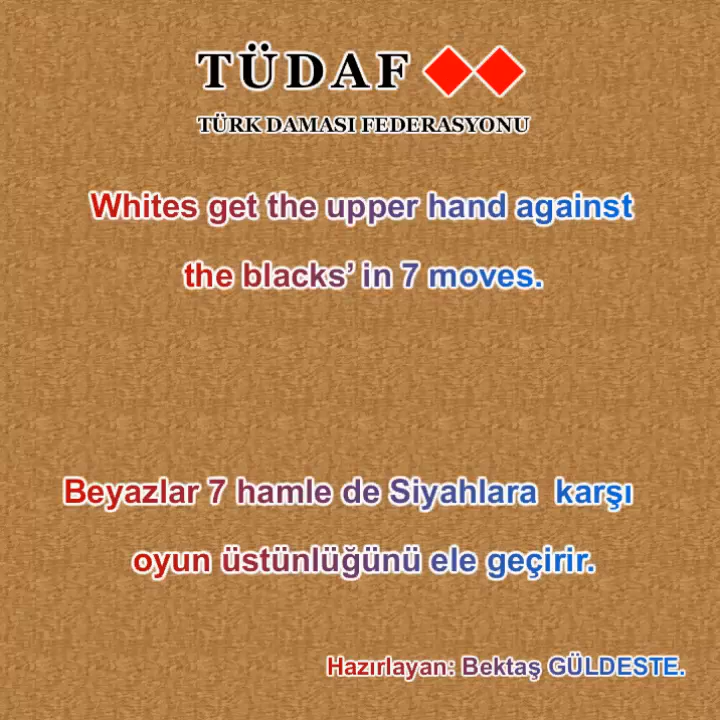 TÜDAF
TÜRK DAMASI FEDERASYONU
Whites get the upper hand against
the blacks’ in 7 moves.
Beyazlar 7 hamle de Siyahlara karşı
oyun üstünlüğünü ele geçirir.
Hazırlayan: Bektaş GÜLDESTE.